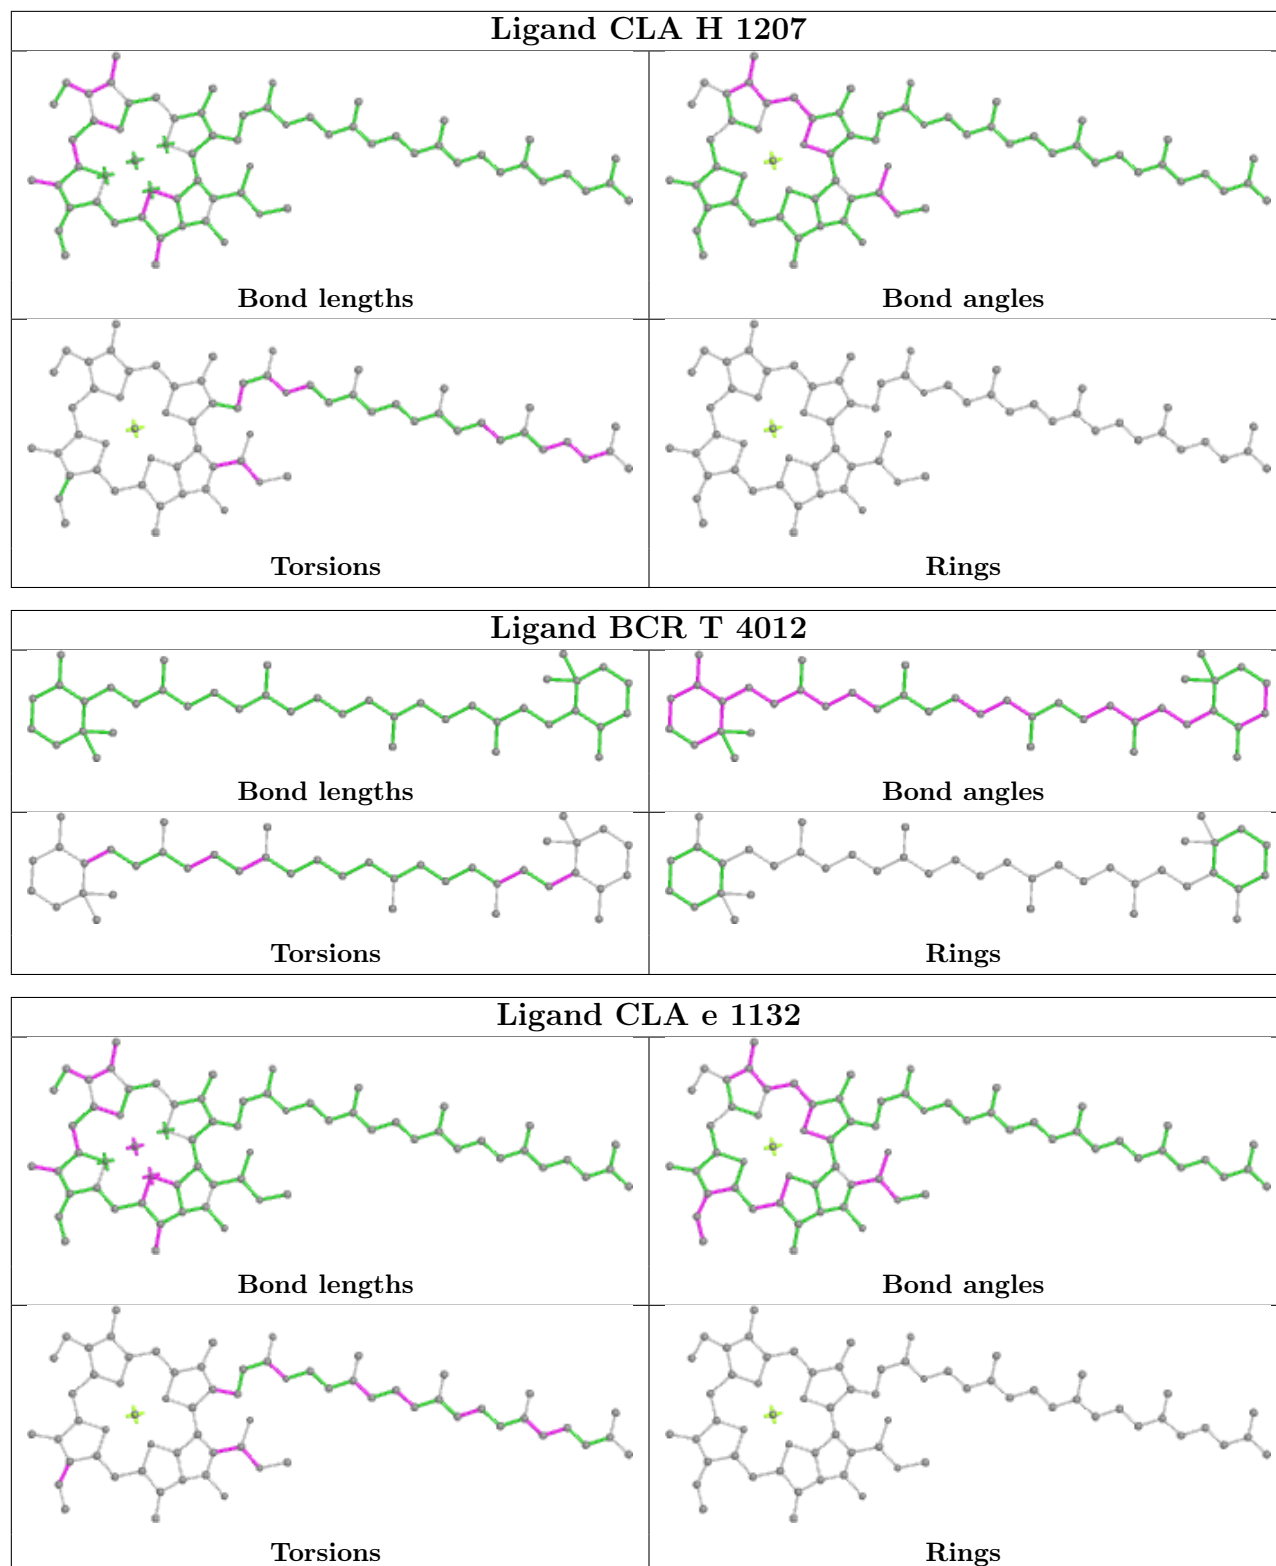 Ligand CLA H 1207
Bond lengths
Bond angles
Torsions
Rings
Ligand BCR T 4012
Bond lengths
Bond angles
Torsions
Rings
Ligand CLA e 1132
Bond lengths
Bond angles
Torsions
Rings